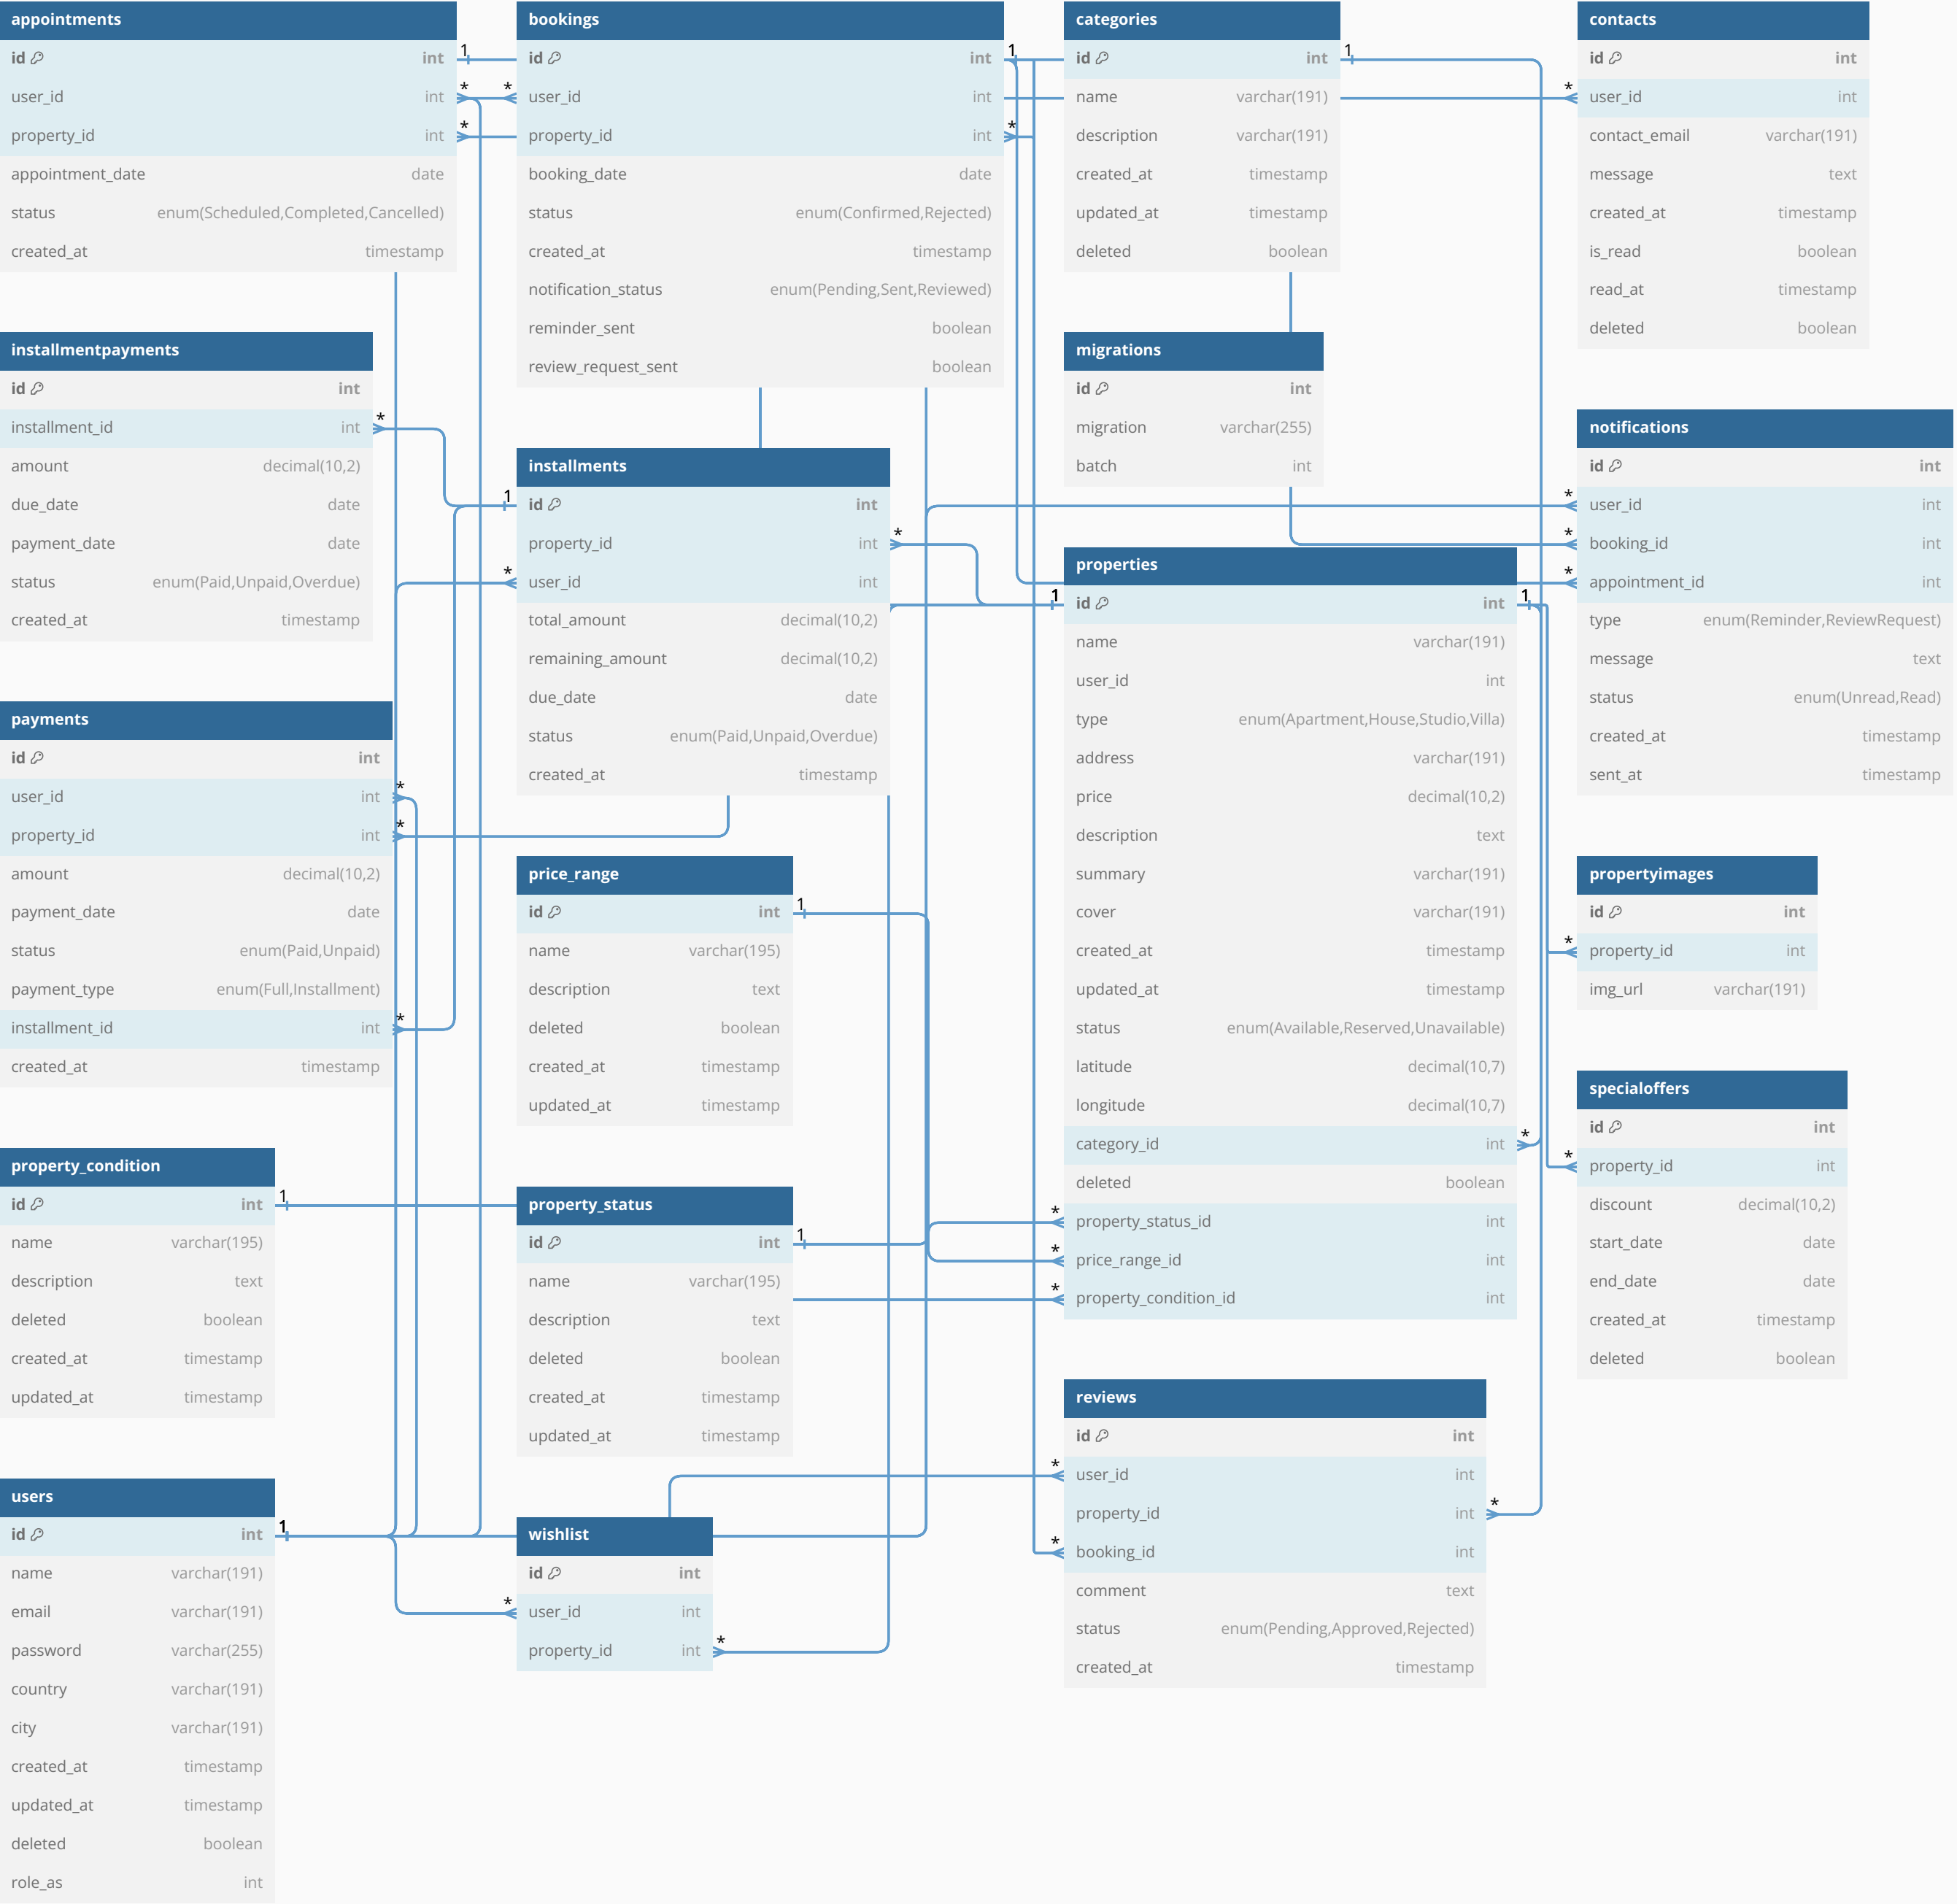 appointments
id int
user_id int
property_id int
appointment_date date
status enum(Scheduled,Completed,Cancelled)
created_at timestamp
1
*
*
bookings
id int
user_id int
property_id int
booking_date date
status enum(Confirmed,Rejected)
created_at timestamp
notification_status enum(Pending,Sent,Reviewed)
reminder_sent boolean
review_request_sent boolean
*
1
*
categories
id int
name varchar(191)
description varchar(191)
created_at timestamp
updated_at timestamp
deleted boolean
1
contacts
id int
user_id int
contact_email varchar(191)
message text
created_at timestamp
is_read boolean
read_at timestamp
deleted boolean
*
installmentpayments
id int
installment_id int
amount decimal(10,2)
due_date date
payment_date date
status enum(Paid,Unpaid,Overdue)
created_at timestamp
*
installments
id int
property_id int
user_id int
total_amount decimal(10,2)
remaining_amount decimal(10,2)
due_date date
status enum(Paid,Unpaid,Overdue)
created_at timestamp
1
*
*
migrations
id int
migration varchar(255)
batch int
notifications
id int
user_id int
booking_id int
appointment_id int
type enum(Reminder,ReviewRequest)
message text
status enum(Unread,Read)
created_at timestamp
sent_at timestamp
*
*
*
properties
id int
name varchar(191)
user_id int
type enum(Apartment,House,Studio,Villa)
address varchar(191)
price decimal(10,2)
description text
summary varchar(191)
cover varchar(191)
created_at timestamp
updated_at timestamp
status enum(Available,Reserved,Unavailable)
latitude decimal(10,7)
longitude decimal(10,7)
category_id int
deleted boolean
property_status_id int
price_range_id int
property_condition_id int
1
1
*
*
*
*
payments
id int
user_id int
property_id int
amount decimal(10,2)
payment_date date
status enum(Paid,Unpaid)
payment_type enum(Full,Installment)
installment_id int
created_at timestamp
*
*
*
price_range
id int
name varchar(195)
description text
deleted boolean
created_at timestamp
updated_at timestamp
1
propertyimages
id int
property_id int
img_url varchar(191)
*
specialoffers
id int
property_id int
discount decimal(10,2)
start_date date
end_date date
created_at timestamp
deleted boolean
*
property_condition
id int
name varchar(195)
description text
deleted boolean
created_at timestamp
updated_at timestamp
1
property_status
id int
name varchar(195)
description text
deleted boolean
created_at timestamp
updated_at timestamp
1
reviews
id int
user_id int
property_id int
booking_id int
comment text
status enum(Pending,Approved,Rejected)
created_at timestamp
*
*
*
users
id int
name varchar(191)
email varchar(191)
password varchar(255)
country varchar(191)
city varchar(191)
created_at timestamp
updated_at timestamp
deleted boolean
role_as int
1
wishlist
id int
user_id int
property_id int
*
*